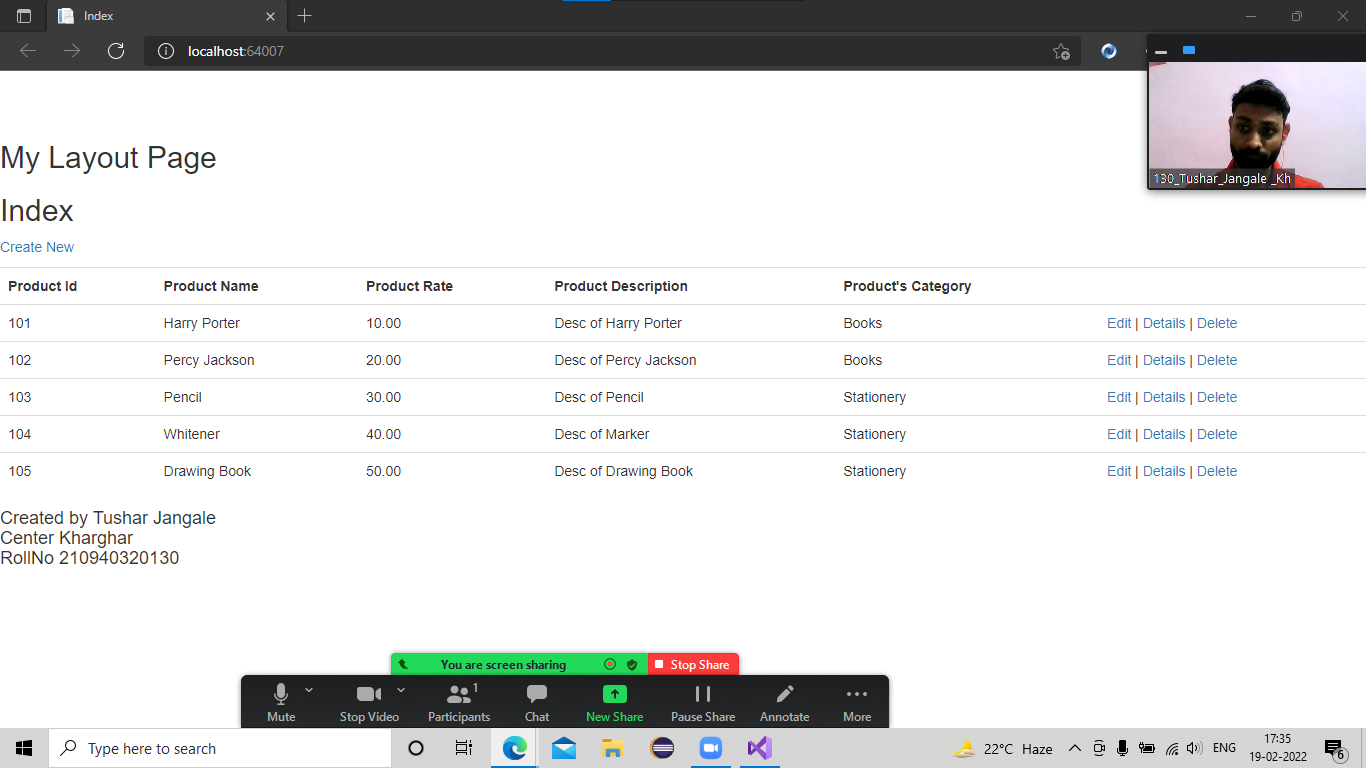 Index
localhost:64007
130_Tushar_Jangale _Kh
My Layout Page
Index
Create New
Product Id Product Name Product Rate Product Description Product's Category
101 Harry Porter 10.00 Desc of Harry Porter Books Edit | Details | Delete
102 Percy Jackson 20.00 Desc of Percy Jackson Books Edit | Details | Delete
103 Pencil 30.00 Desc of Pencil Stationery Edit | Details | Delete
104 Whitener 40.00 Desc of Marker Stationery Edit | Details | Delete
105 Drawing Book 50.00 Desc of Drawing Book Stationery Edit | Details | Delete
Created by Tushar Jangale
Center Kharghar
RollNo 210940320130
You are screen sharing Stop Share
1
Mute Stop Video Participants Chat New Share Pause Share Annotate More
Type here to search
22°C Haze
ENG
17:35
19-02-2022
6